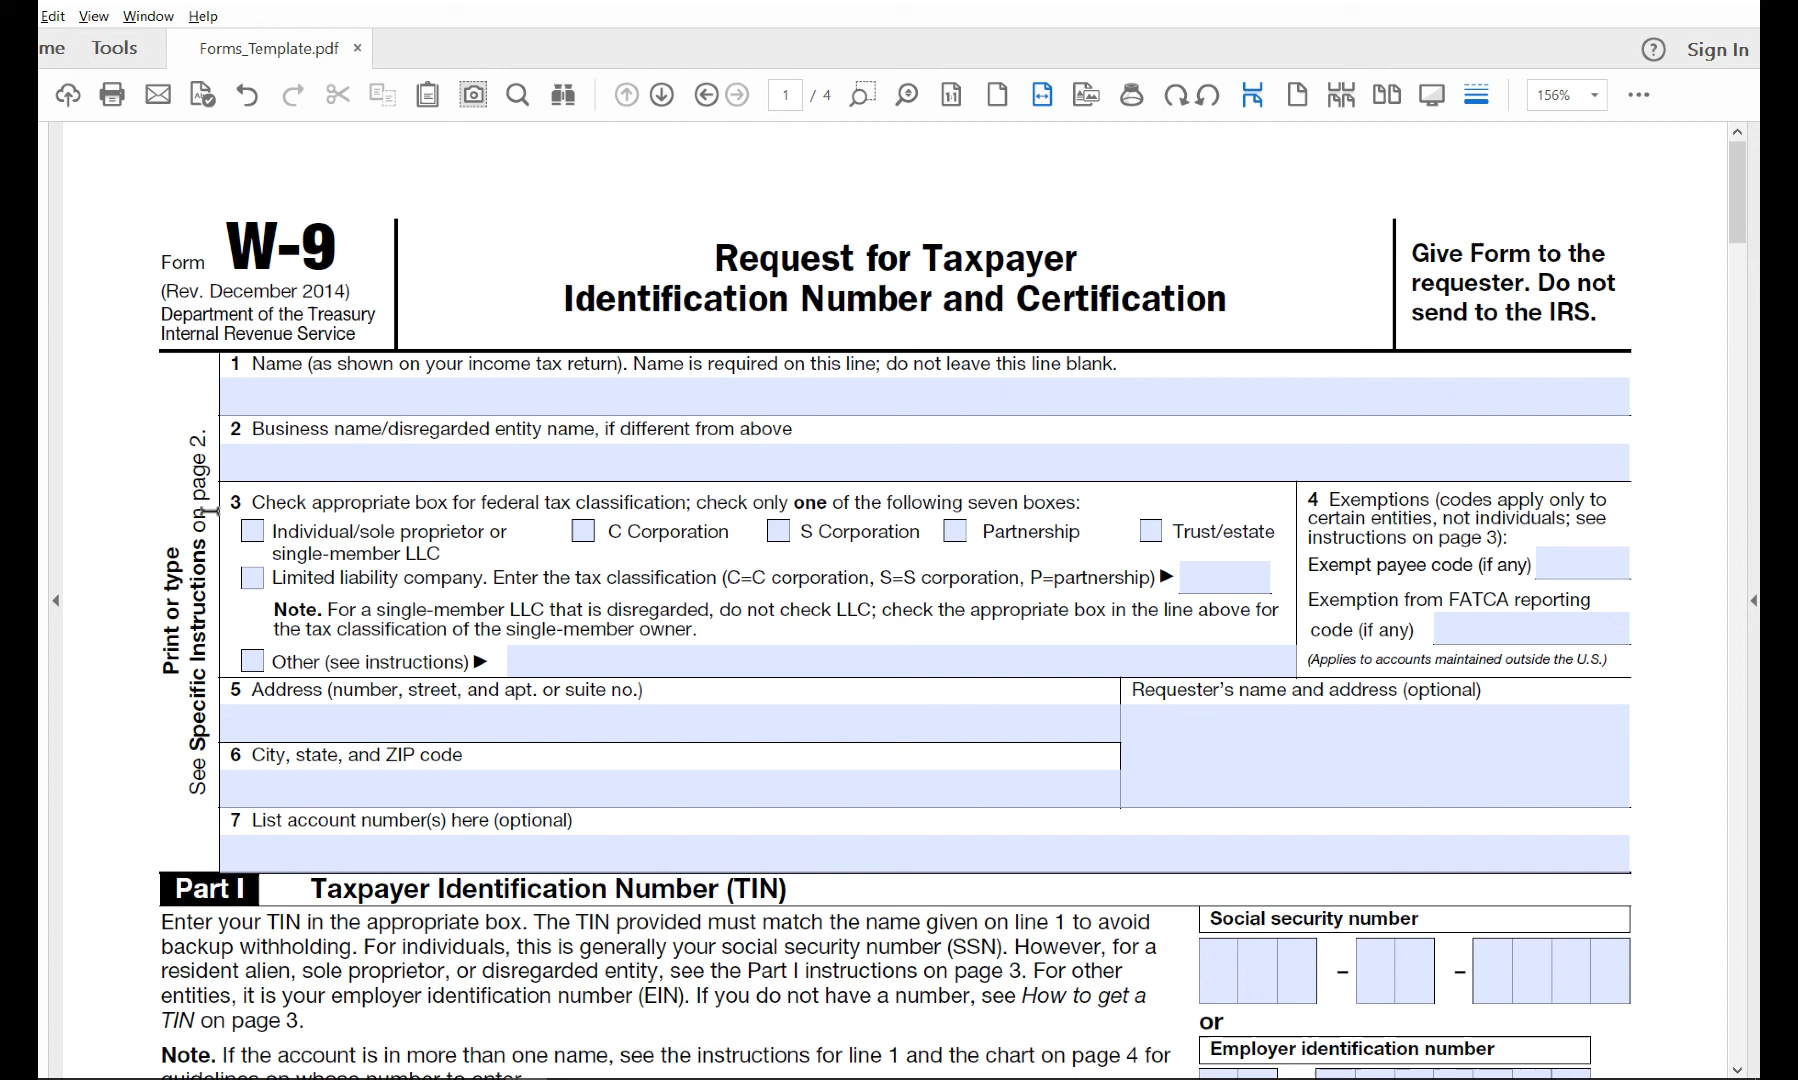 Edit View Window Help
me Tools Forms_Template.pdf × ? Sign In
1 / 4 1:1 156% ...
Form W-9
(Rev. December 2014)
Department of the Treasury
Internal Revenue Service
Request for Taxpayer
Identification Number and Certification
Give Form to the
requester. Do not
send to the IRS.
Print or type
See Specific Instructions on page 2.
1 Name (as shown on your income tax return). Name is required on this line; do not leave this line blank.
2 Business name/disregarded entity name, if different from above
3 Check appropriate box for federal tax classification; check only one of the following seven boxes:
Individual/sole proprietor or
single-member LLC
C Corporation
S Corporation
Partnership
Trust/estate
Limited liability company. Enter the tax classification (C=C corporation, S=S corporation, P=partnership) ▶
Note. For a single-member LLC that is disregarded, do not check LLC; check the appropriate box in the line above for
the tax classification of the single-member owner.
Other (see instructions) ▶
4 Exemptions (codes apply only to
certain entities, not individuals; see
instructions on page 3):
Exempt payee code (if any)
Exemption from FATCA reporting
code (if any)
(Applies to accounts maintained outside the U.S.)
5 Address (number, street, and apt. or suite no.)
Requester's name and address (optional)
6 City, state, and ZIP code
7 List account number(s) here (optional)
Part I Taxpayer Identification Number (TIN)
Enter your TIN in the appropriate box. The TIN provided must match the name given on line 1 to avoid
backup withholding. For individuals, this is generally your social security number (SSN). However, for a
resident alien, sole proprietor, or disregarded entity, see the Part I instructions on page 3. For other
entities, it is your employer identification number (EIN). If you do not have a number, see How to get a
TIN on page 3.
Note. If the account is in more than one name, see the instructions for line 1 and the chart on page 4 for
guidelines on whose number to enter.
Social security number
– –
or
Employer identification number